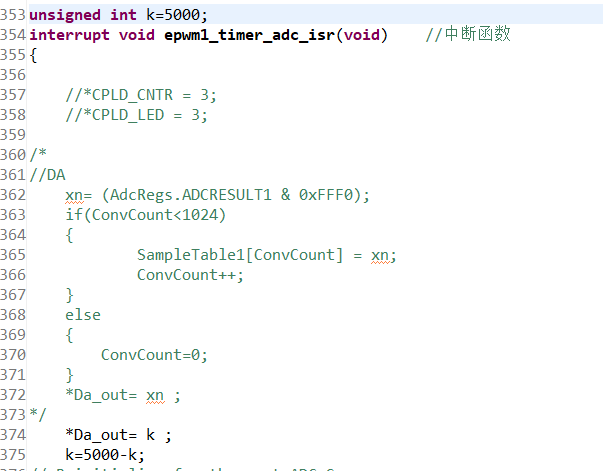 353 unsigned int k=5000;
354 interrupt void epwm1_timer_adc_isr(void)    //中断函数
355 {
356
357     //*CPLD_CNTR = 3;
358     //*CPLD_LED = 3;
359
360 /*
361 //DA
362     xn= (AdcRegs.ADCRESULT1 & 0xFFF0);
363     if(ConvCount<1024)
364     {
365             SampleTable1[ConvCount] = xn;
366             ConvCount++;
367     }
368     else
369     {
370         ConvCount=0;
371     }
372     *Da_out= xn ;
373 */
374     *Da_out= k ;
375     k=5000-k;